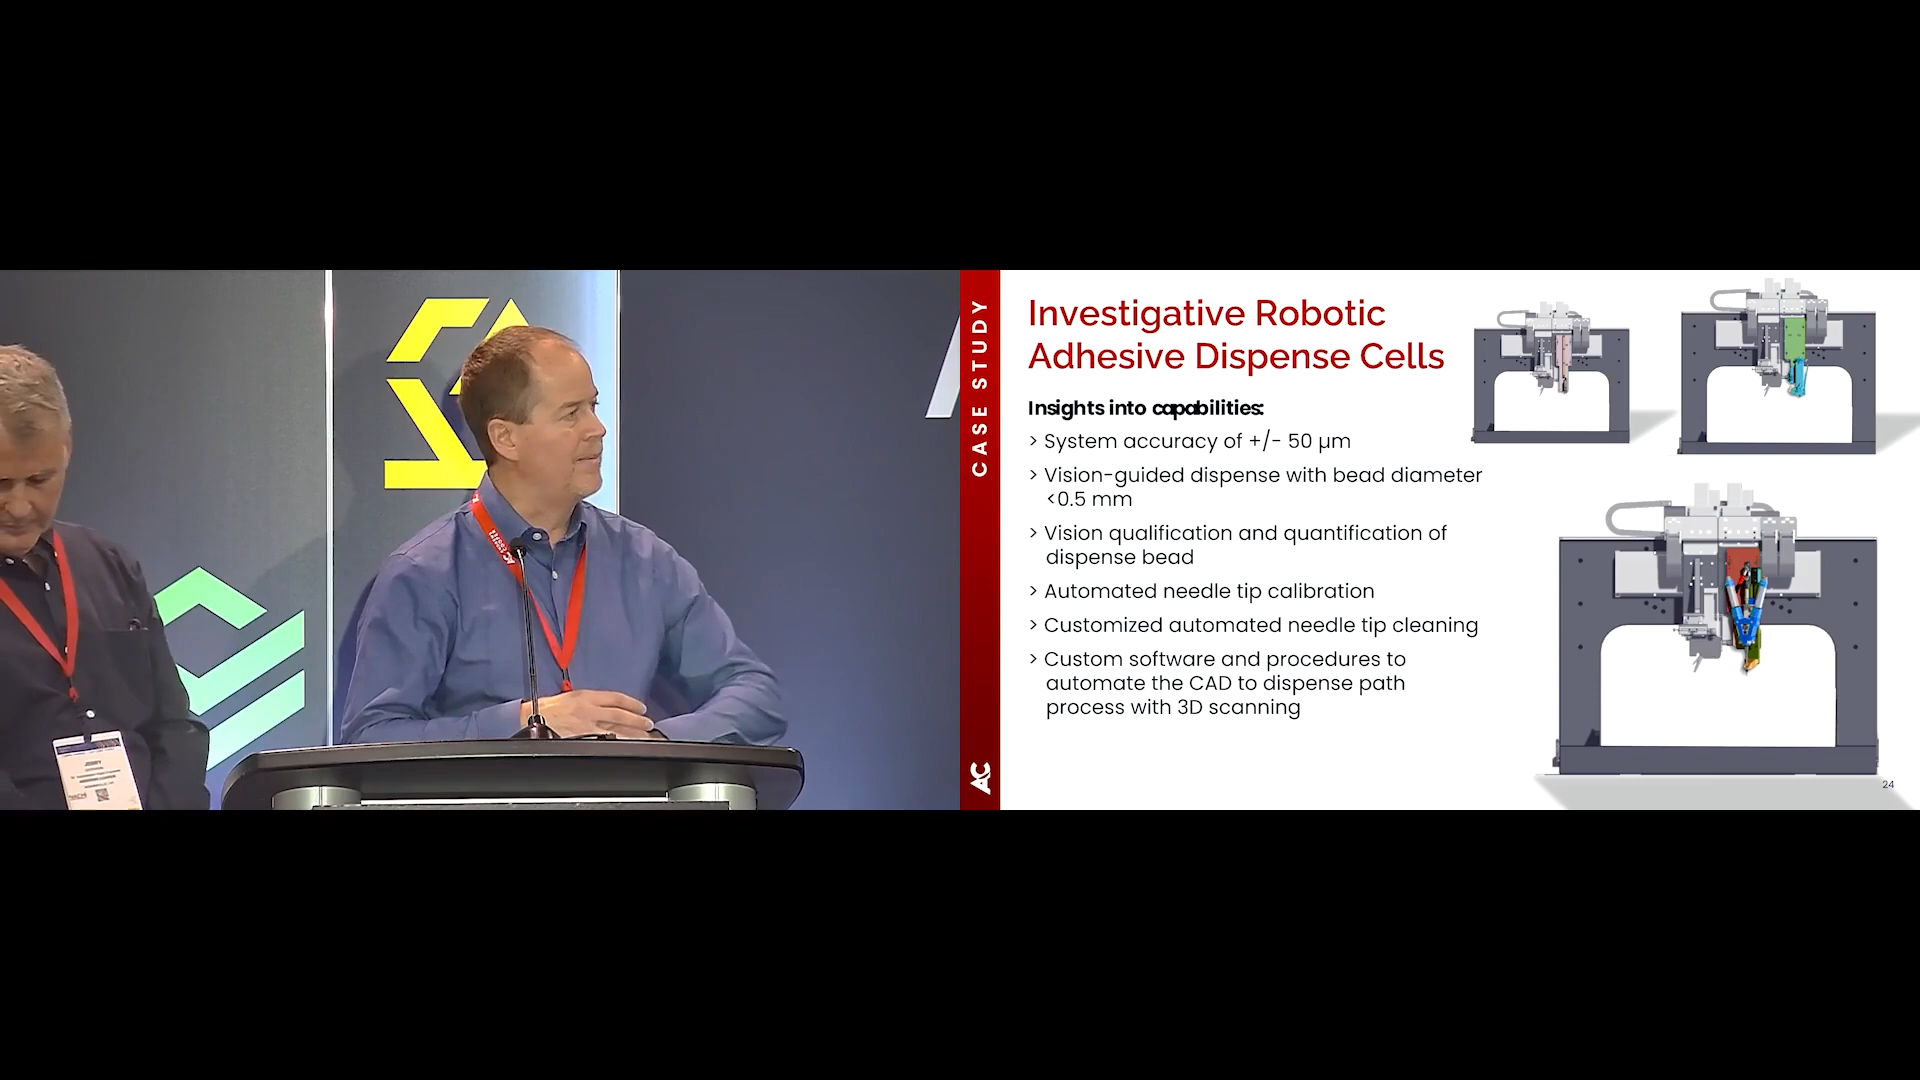 CASE STUDY
AC
Investigative Robotic
Adhesive Dispense Cells
Insights into capabilities:
> System accuracy of +/- 50 µm
> Vision-guided dispense with bead diameter
<0.5 mm
> Vision qualification and quantification of
dispense bead
> Automated needle tip calibration
> Customized automated needle tip cleaning
> Custom software and procedures to
automate the CAD to dispense path
process with 3D scanning
24